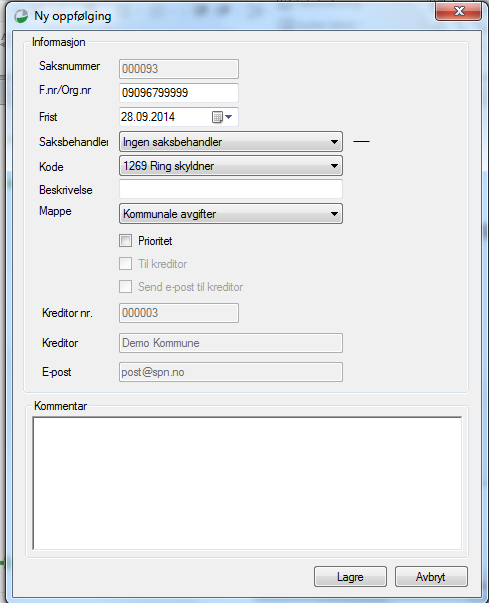 Ny oppfølging
Informasjon
Saksnummer 000093
F.nr/Org.nr 09096799999
Frist 28.09.2014
Saksbehandler Ingen saksbehandler —
Kode 1269 Ring skyldner
Beskrivelse
Mappe Kommunale avgifter
Prioritet
Til kreditor
Send e-post til kreditor
Kreditor nr. 000003
Kreditor Demo Kommune
E-post post@spn.no
Kommentar
Lagre Avbryt